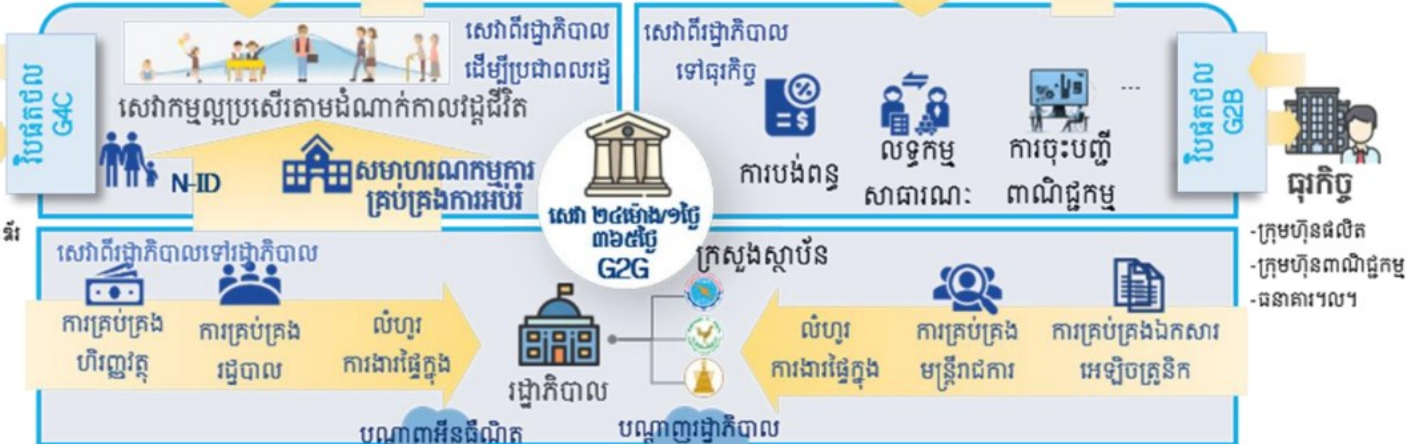 សេវាពីរដ្ឋាភិបាល
ដើម្បីប្រជាពលរដ្ឋ
វិបផតថល
G4C
សេវាកម្មល្អប្រសើរតាមដំណាក់កាលវដ្តជីវិត
N-ID
សមាហរណកម្មការ
គ្រប់គ្រងការអប់រំ
សេវាពីរដ្ឋាភិបាល
ទៅធុរកិច្ច
ការបង់ពន្ធ
លទ្ធកម្ម
សាធារណៈ
ការចុះបញ្ជី
ពាណិជ្ជកម្ម
...
វិបផតថល
G2B
ធុរកិច្ច
-ក្រុមហ៊ុនផលិត
-ក្រុមហ៊ុនពាណិជ្ជកម្ម
-ធនាគារ។ល។
សេវា ២៤ម៉ោង/១ថ្ងៃ
៣៦៥ថ្ងៃ
G2G
សេវាពីរដ្ឋាភិបាលទៅរដ្ឋាភិបាល
ការគ្រប់គ្រង
ហិរញ្ញវត្ថុ
ការគ្រប់គ្រង
រដ្ឋបាល
លំហូរ
ការងារផ្ទៃក្នុង
រដ្ឋាភិបាល
ក្រសួងស្ថាប័ន
លំហូរ
ការងារផ្ទៃក្នុង
ការគ្រប់គ្រង
មន្ត្រីរាជការ
ការគ្រប់គ្រងឯកសារ
អេឡិចត្រូនិក
បណ្តាញរដ្ឋាភិបាល